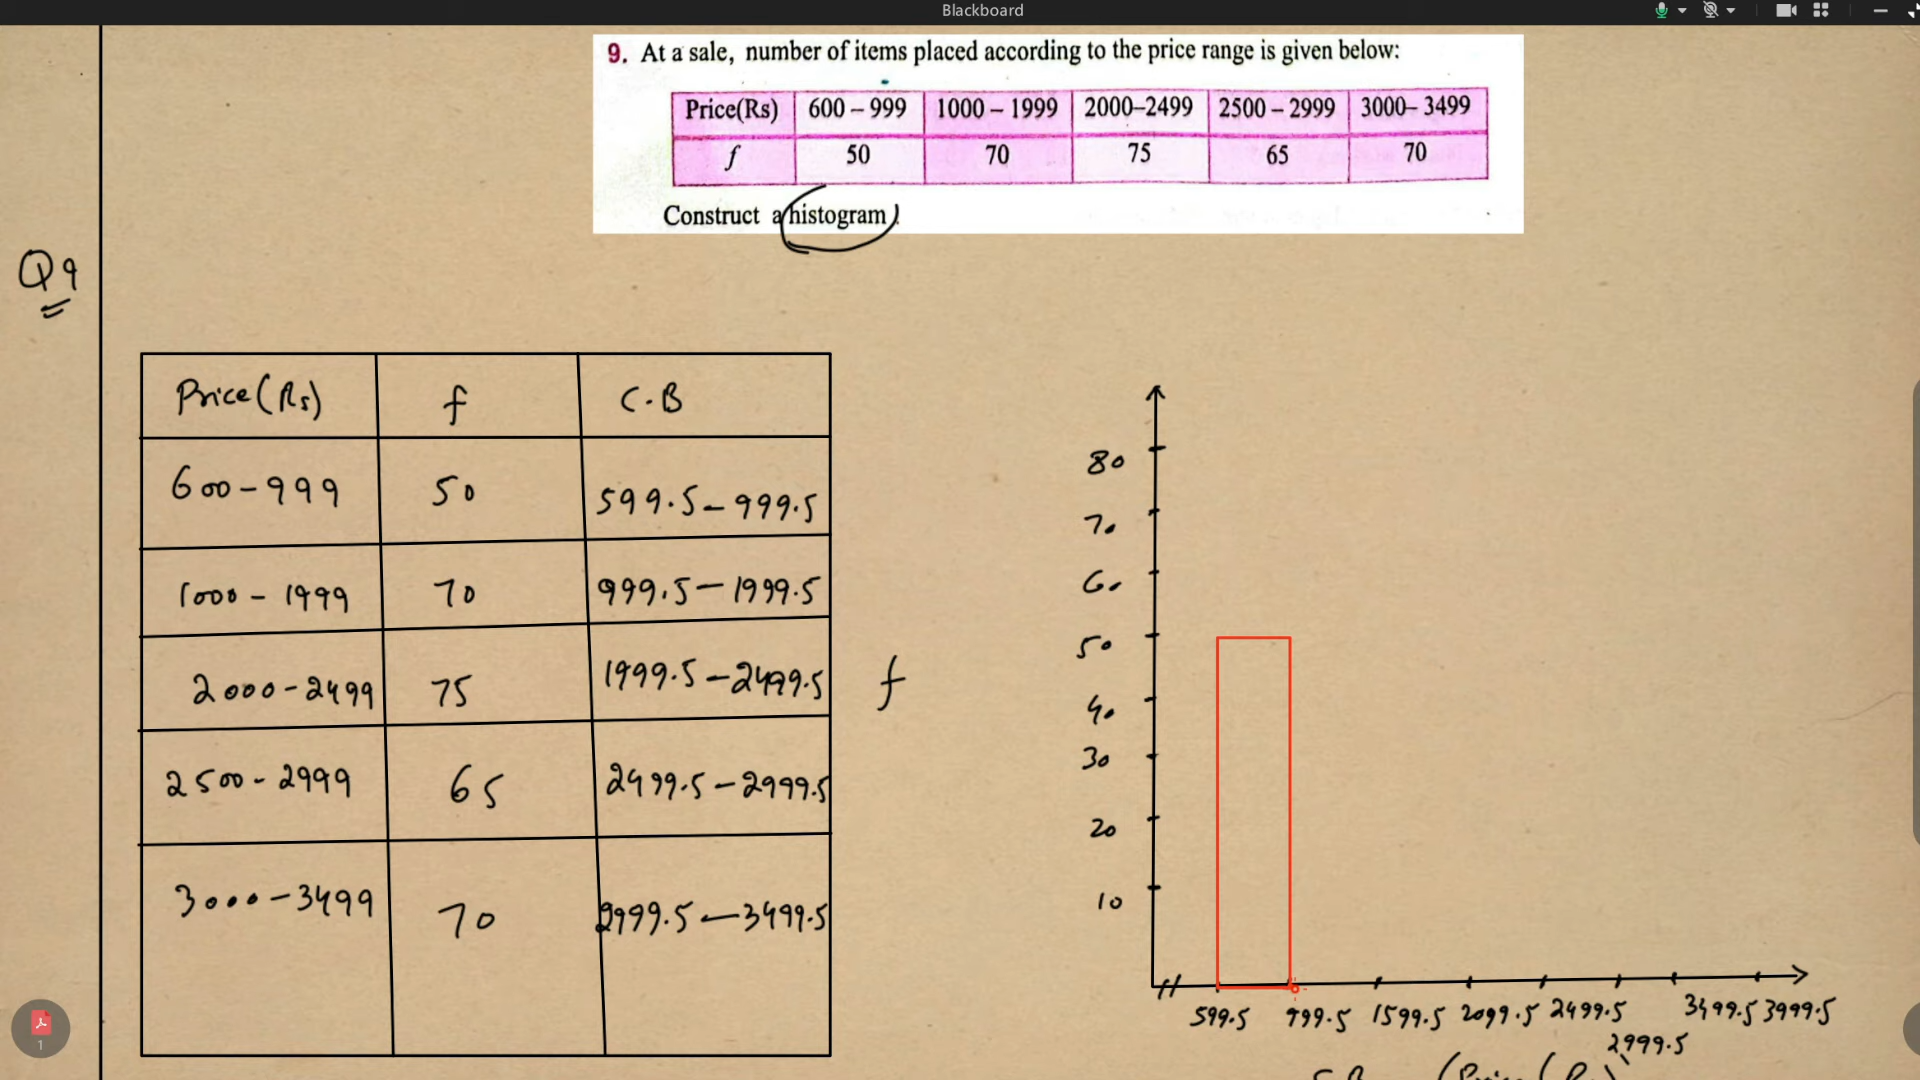 Blackboard
9. At a sale, number of items placed according to the price range is given below:
Price(Rs) 600 – 999 1000 – 1999 2000–2499 2500 – 2999 3000– 3499
f 50 70 75 65 70
Construct a histogram.
Q9
Price(Rs) f C.B
600-999 50 599.5-999.5
1000-1999 70 999.5-1999.5
2000-2499 75 1999.5-2499.5
2500-2999 65 2499.5-2999.5
3000-3499 70 2999.5-3499.5
f
80
70
60
50
40
30
20
10
599.5 999.5 1599.5 2099.5 2499.5 3499.5 3999.5
2999.5
1